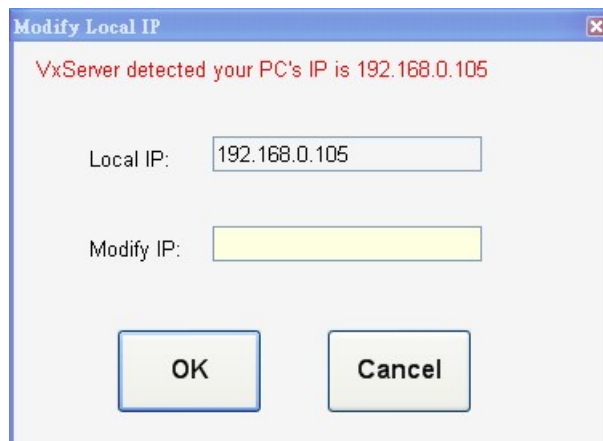 Modify Local IP
VxServer detected your PC's IP is 192.168.0.105
Local IP: 192.168.0.105
Modify IP:
OK Cancel